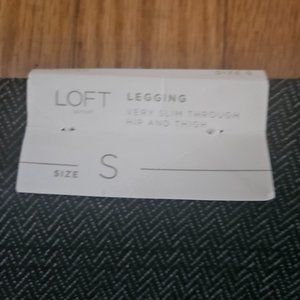 LOFT LEGGING
VERY SLIM THROUGH
HIP AND THIGH
SIZE S